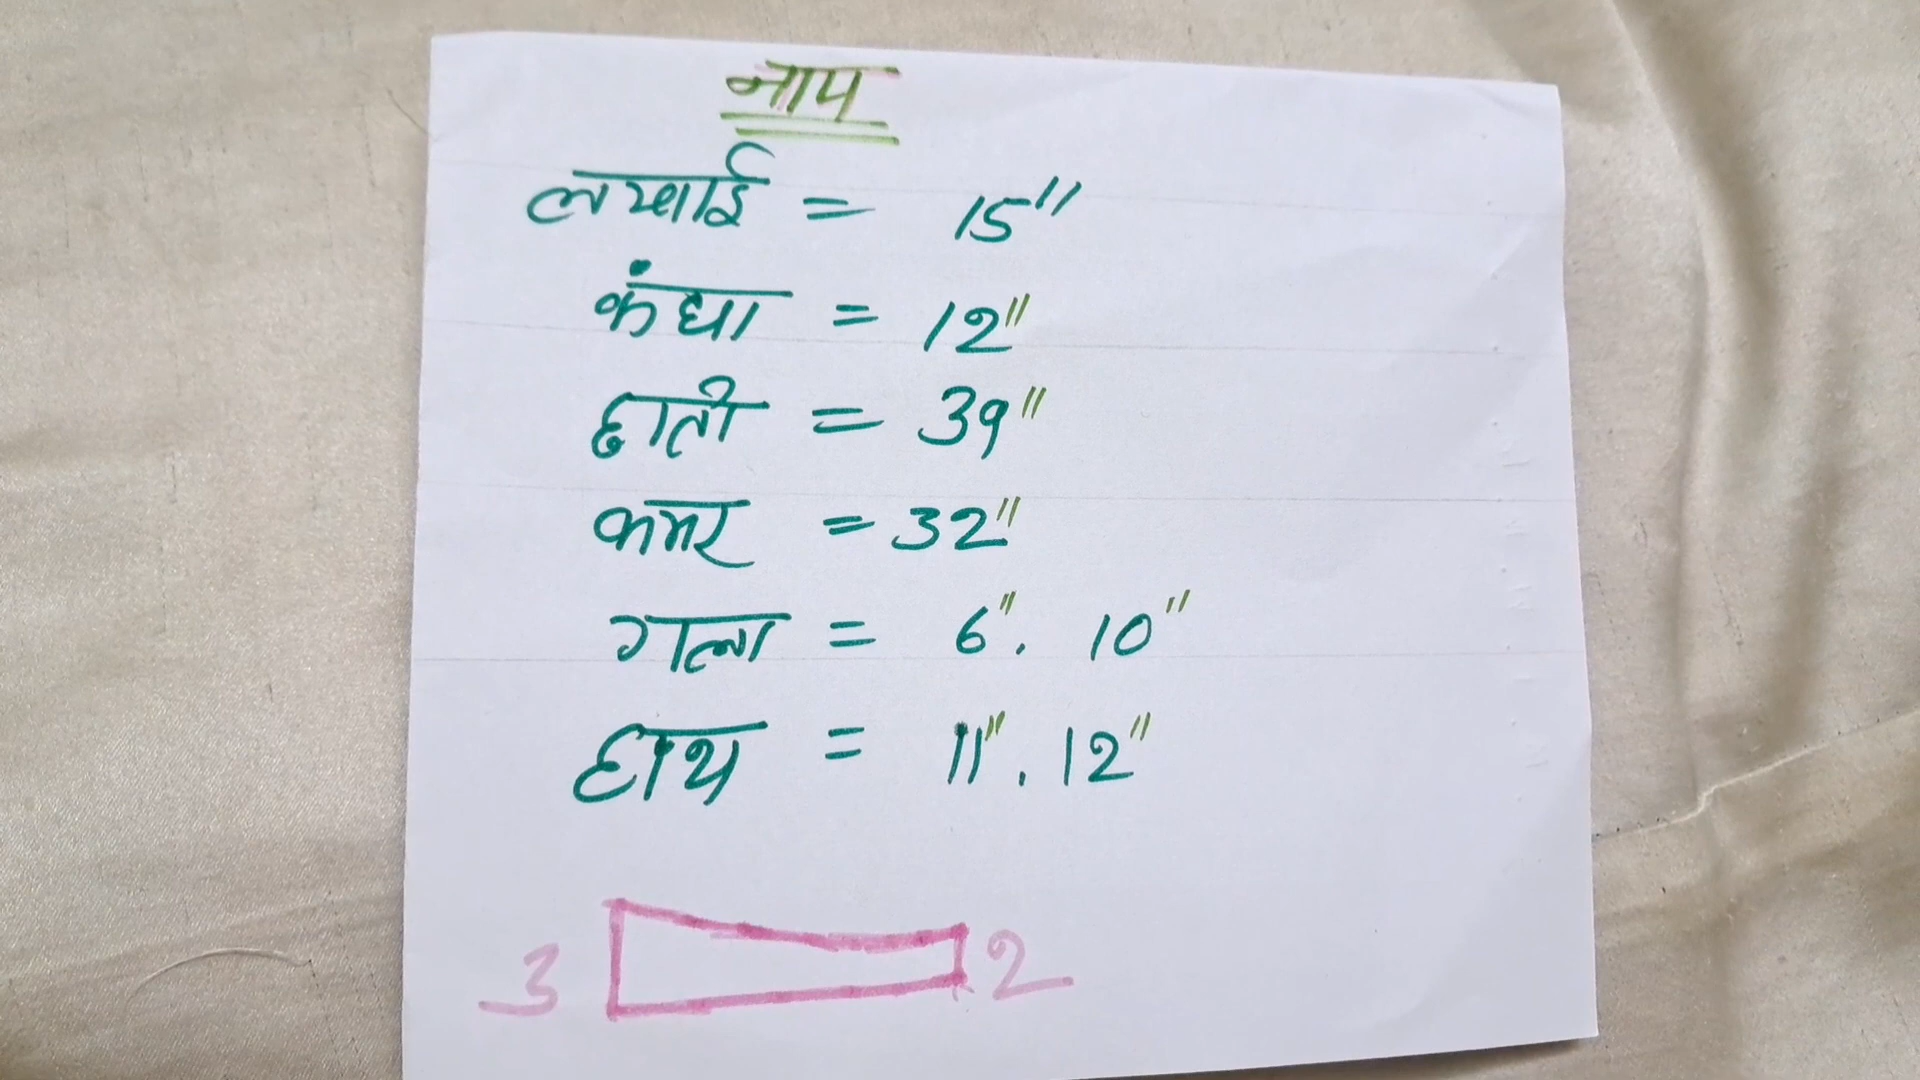 नाप
लम्बाई = 15"
कंधा = 12"
छाती = 39"
कमर = 32"
गला = 6". 10"
हाथ = 11". 12"
3 2